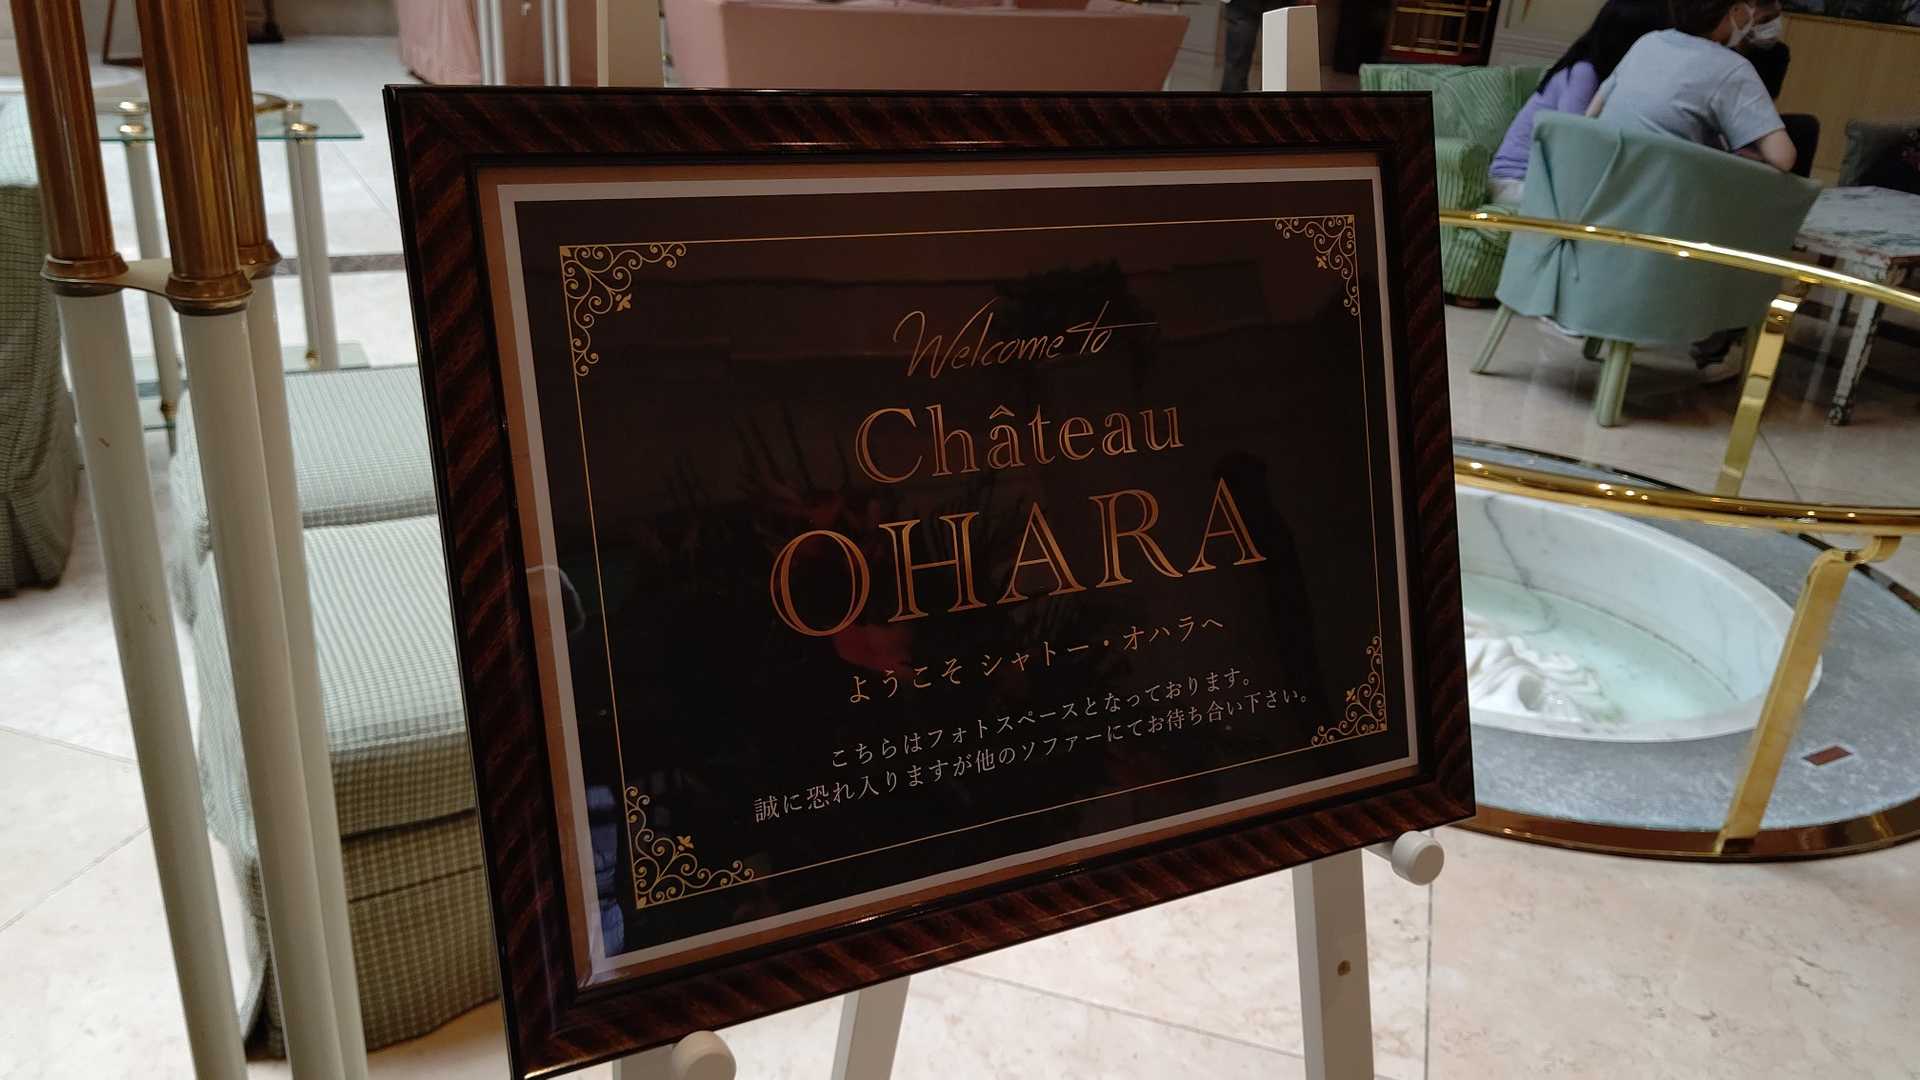 Welcome to
Château
OHARA
ようこそ シャトー・オハラへ
こちらはフォトスペースとなっております。
誠に恐れ入りますが他のソファーにてお待ち合い下さい。